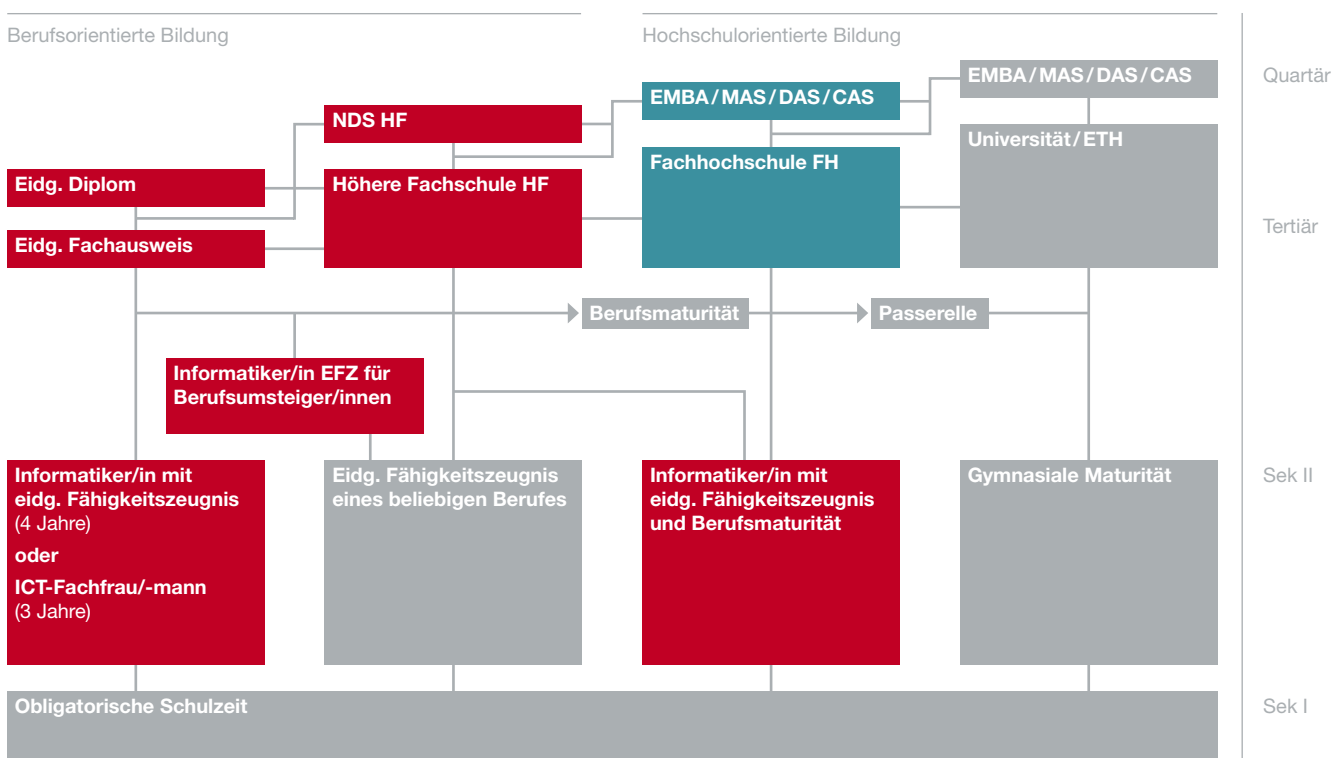 Berufsorientierte Bildung
Hochschulorientierte Bildung
EMBA / MAS / DAS / CAS
Quartär
EMBA / MAS / DAS / CAS
NDS HF
Universität / ETH
Fachhochschule FH
Eidg. Diplom
Höhere Fachschule HF
Tertiär
Eidg. Fachausweis
Berufsmaturität
Passerelle
Informatiker/in EFZ für
Berufsumsteiger/innen
Informatiker/in mit
eidg. Fähigkeitszeugnis
(4 Jahre)
oder
ICT-Fachfrau/-mann
(3 Jahre)
Eidg. Fähigkeitszeugnis
eines beliebigen Berufes
Informatiker/in mit
eidg. Fähigkeitszeugnis
und Berufsmaturität
Gymnasiale Maturität
Sek II
Obligatorische Schulzeit
Sek I